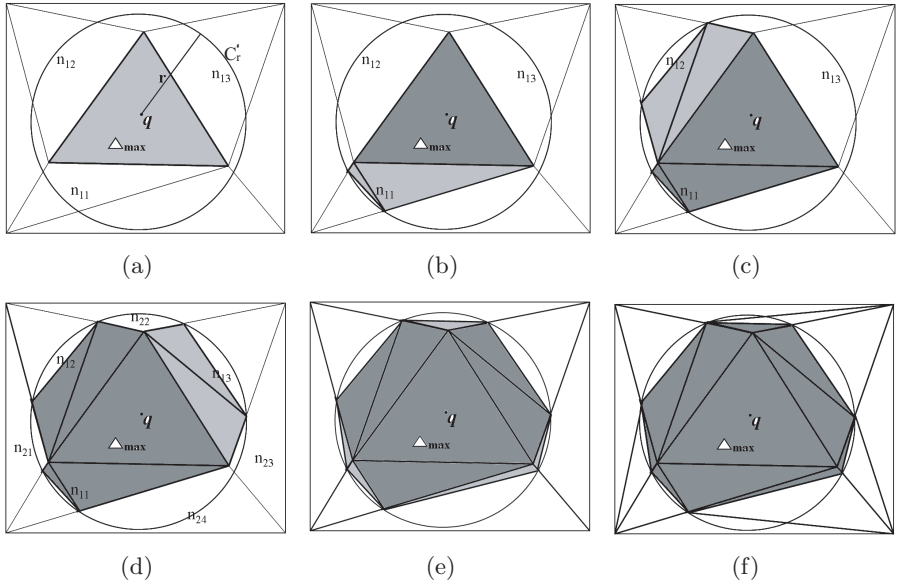 n12 C'r n13 r q △max n11
n12 n13 q △max n11
n12 n13 q △max n11
(a) (b) (c)
n22 n12 n13 q △max n21 n23 n11 n24
q △max
q △max
(d) (e) (f)